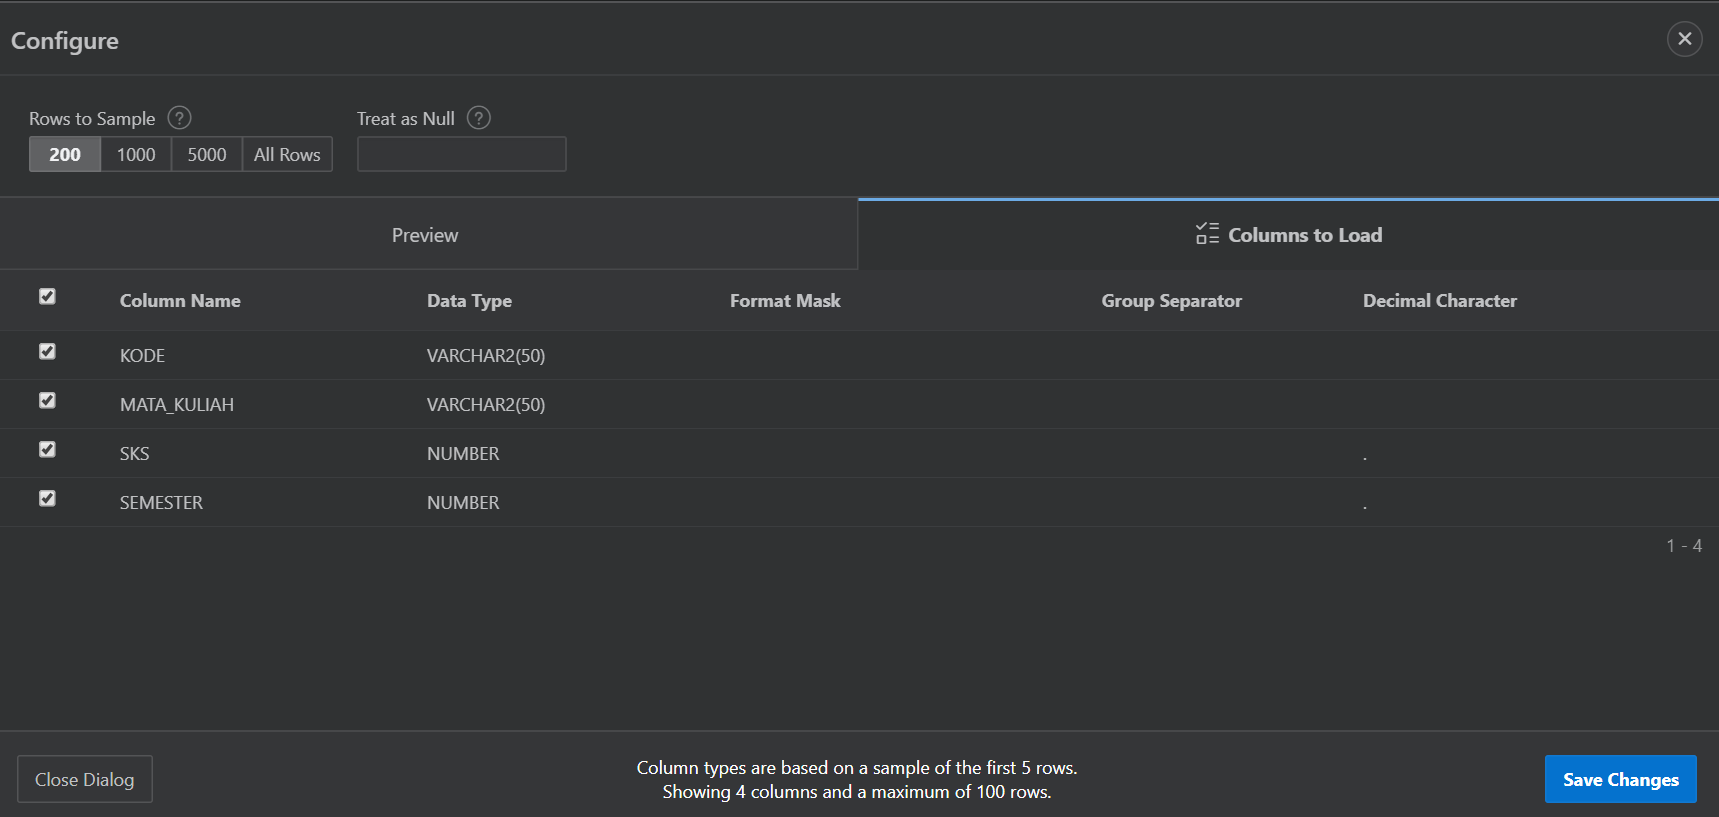 Configure
Rows to Sample ? Treat as Null ?
200 1000 5000 All Rows
Preview Columns to Load
Column Name Data Type Format Mask Group Separator Decimal Character
KODE VARCHAR2(50)
MATA_KULIAH VARCHAR2(50)
SKS NUMBER .
SEMESTER NUMBER .
1 - 4
Close Dialog
Column types are based on a sample of the first 5 rows.
Showing 4 columns and a maximum of 100 rows.
Save Changes